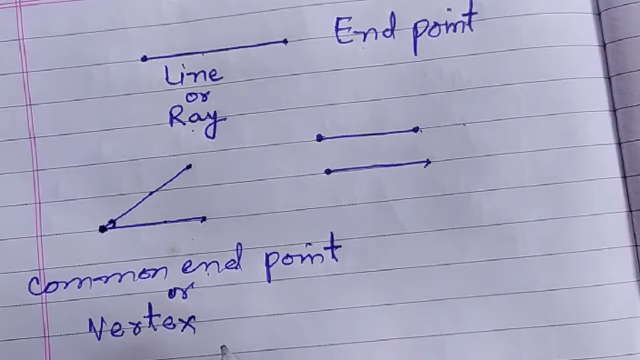 End point
Line
or
Ray
common end point
or
Vertex